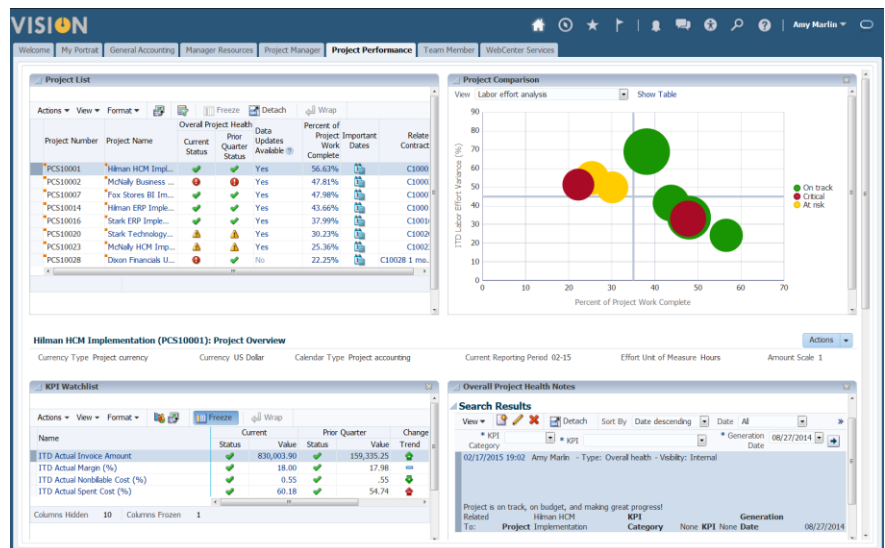 VISION
Amy Marlin
Welcome My Portrait General Accounting Manager Resources Project Manager Project Performance Team Member WebCenter Services
Project List
Actions View Format Freeze Detach Wrap
Overall Project Health
Project Number Project Name Current Status Prior Quarter Status Data Updates Available Percent of Project Work Complete Important Dates Relate Contract
PCS10001 Hilman HCM Impl... Yes 56.63% C1000
PCS10002 McNally Business ... Yes 47.81% C1000
PCS10007 Fox Stores BI Im... Yes 47.98% C1000
PCS10014 Hilman ERP Imple... Yes 43.66% C1000
PCS10016 Stark ERP Imple... Yes 37.99% C1001
PCS10020 Stark Technology... Yes 30.23% C1002
PCS10023 McNally HCM Imp... Yes 25.36% C1002
PCS10028 Dixon Financials U... No 22.25% C10028 1 mo.
Project Comparison
View Labor effort analysis Show Table
ITD Labor Effort Variance (%)
90
80
70
60
50
40
30
20
10
0
0 10 20 30 40 50 60 70
Percent of Project Work Complete
On track
Critical
At risk
Hilman HCM Implementation (PCS10001): Project Overview
Actions
Currency Type Project currency Currency US Dollar Calendar Type Project accounting Current Reporting Period 02-15 Effort Unit of Measure Hours Amount Scale 1
KPI Watchlist
Actions View Format Freeze Wrap
Name Current Prior Quarter Change
Status Value Status Value Trend
ITD Actual Invoice Amount 830,003.90 159,335.25
ITD Actual Margin (%) 18.00 17.98
ITD Actual Nonbillable Cost (%) 0.55 .55
ITD Actual Spent Cost (%) 60.18 54.74
Columns Hidden 10 Columns Frozen 1
Overall Project Health Notes
Search Results
View Detach Sort By Date descending Date All »
* KPI Category * KPI * Generation Date 08/27/2014
02/17/2015 19:02 Amy Marlin - Type: Overall health - Visibility: Internal
Project is on track, on budget, and making great progress!
Related To: Project Hilman HCM Implementation KPI Category None KPI None Generation Date 08/27/2014